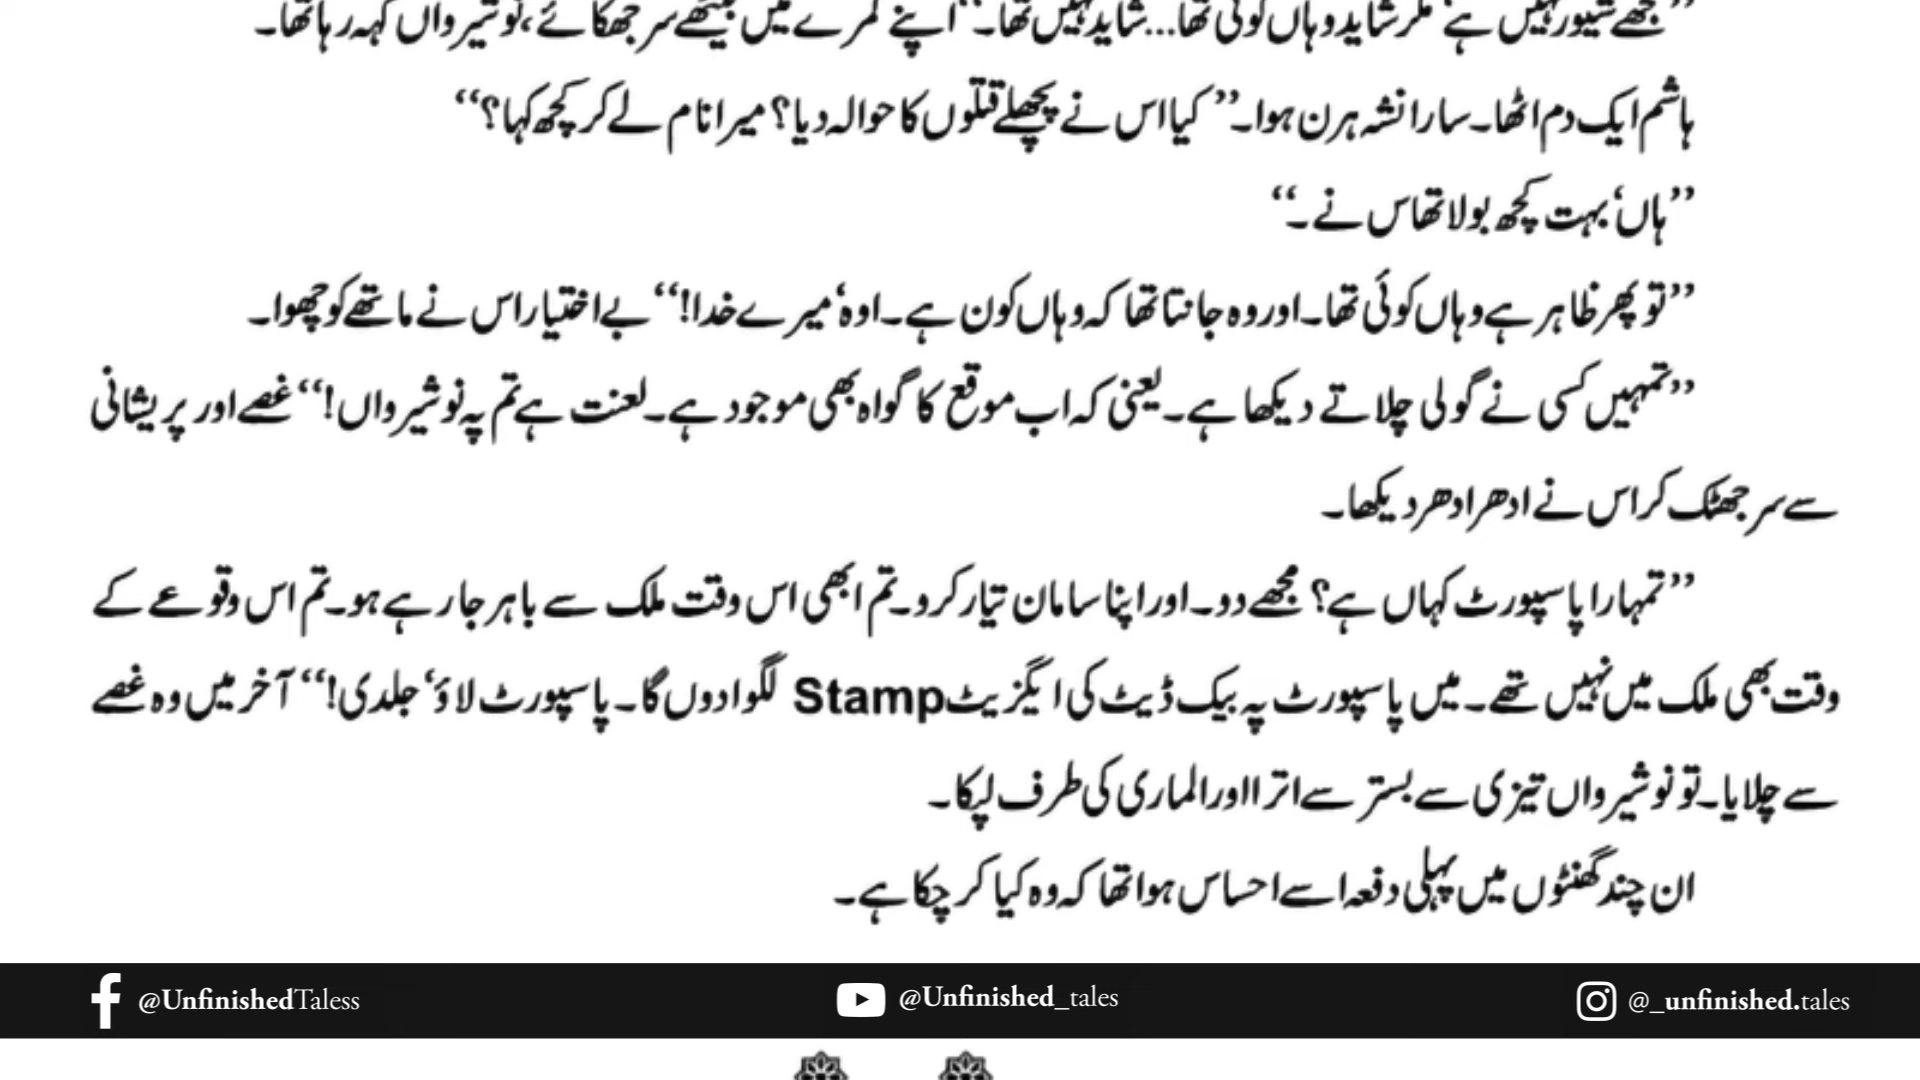 ’’مجھے شیور نہیں ہے‘ مگر شاید وہاں کوئی تھا...شاید نہیں تھا۔‘‘ اپنے کمرے میں بیٹھے سر جھکائے، نوشیرواں کہہ رہا تھا۔
ہاشم ایک دم اٹھا۔ سارا نشہ ہرن ہوا۔ ’’کیا اس نے پچھلے قتلوں کا حوالہ دیا؟ میرا نام لے کر کچھ کہا؟‘‘
’’ہاں‘ بہت کچھ بولا تھا اس نے۔‘‘
’’تو پھر ظاہر ہے وہاں کوئی تھا۔ اور وہ جانتا تھا کہ وہاں کون ہے۔ اوہ‘ میرے خدا!‘‘ بے اختیار اس نے ماتھے کو چھوا۔
’’تمہیں کسی نے گولی چلاتے دیکھا ہے۔ یعنی کہ اب موقع کا گواہ بھی موجود ہے۔ لعنت ہے تم پہ نوشیرواں!‘‘ غصے اور پریشانی
سے سر جھٹک کر اس نے ادھر ادھر دیکھا۔
’’تمہارا پاسپورٹ کہاں ہے؟ مجھے دو۔ اور اپنا سامان تیار کرو۔ تم ابھی اس وقت ملک سے باہر جا رہے ہو۔ تم اس وقوعے کے
وقت بھی ملک میں نہیں تھے۔ میں پاسپورٹ پہ بیک ڈیٹ کی ایگزیٹ Stamp لگوا دوں گا۔ پاسپورٹ لاؤ‘ جلدی!‘‘ آخر میں وہ غصے
سے چلایا۔ تو نوشیرواں تیزی سے بستر سے اترا اور الماری کی طرف لپکا۔
ان چند گھنٹوں میں پہلی دفعہ اسے احساس ہوا تھا کہ وہ کیا کر چکا ہے۔
@UnfinishedTaless @Unfinished_tales @_unfinished.tales